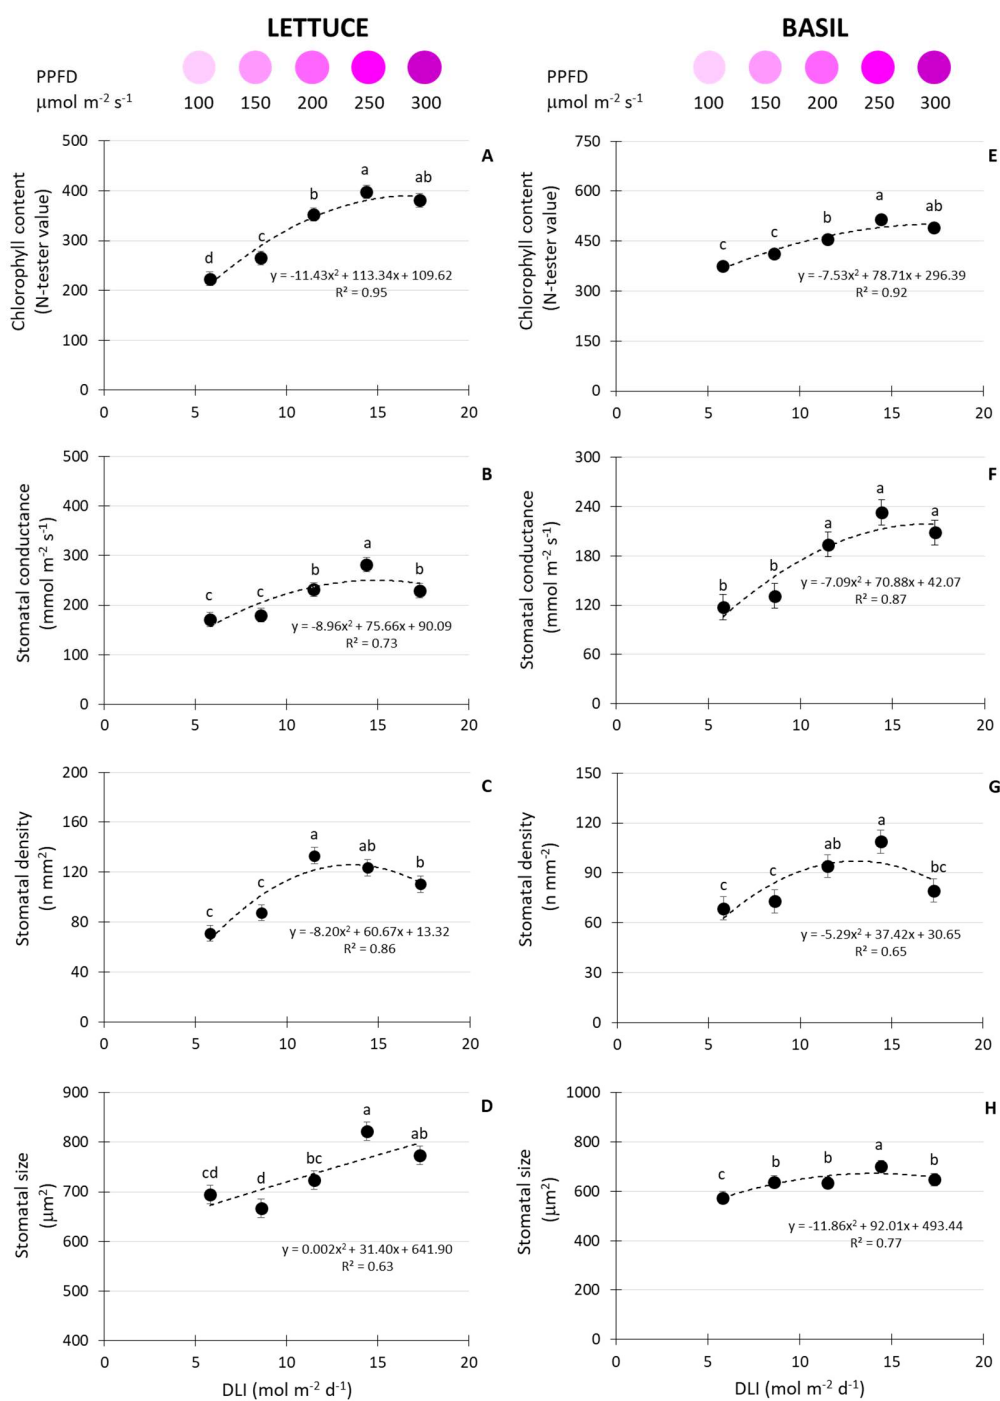 LETTUCE
PPFD
μmol m⁻² s⁻¹
100 150 200 250 300
BASIL
PPFD
μmol m⁻² s⁻¹
100 150 200 250 300
A
Chlorophyll content
(N-tester value)
500
400
300
200
100
0
d c b a ab
y = -11.43x² + 113.34x + 109.62
R² = 0.95
0 5 10 15 20
E
Chlorophyll content
(N-tester value)
750
600
450
300
150
0
c c b a ab
y = -7.53x² + 78.71x + 296.39
R² = 0.92
0 5 10 15 20
B
Stomatal conductance
(mmol m⁻² s⁻¹)
500
400
300
200
100
0
c c b a b
y = -8.96x² + 75.66x + 90.09
R² = 0.73
0 5 10 15 20
F
Stomatal conductance
(mmol m⁻² s⁻¹)
300
240
180
120
60
0
b b a a a
y = -7.09x² + 70.88x + 42.07
R² = 0.87
0 5 10 15 20
C
Stomatal density
(n mm²)
200
160
120
80
40
0
c c a ab b
y = -8.20x² + 60.67x + 13.32
R² = 0.86
0 5 10 15 20
G
Stomatal density
(n mm⁻²)
150
120
90
60
30
0
c c ab a bc
y = -5.29x² + 37.42x + 30.65
R² = 0.65
0 5 10 15 20
D
Stomatal size
(μm²)
900
800
700
600
500
400
cd d bc a ab
y = 0.002x² + 31.40x + 641.90
R² = 0.63
0 5 10 15 20
DLI (mol m⁻² d⁻¹)
H
Stomatal size
(μm²)
1000
800
600
400
200
0
c b b a b
y = -11.86x² + 92.01x + 493.44
R² = 0.77
0 5 10 15 20
DLI (mol m⁻² d⁻¹)